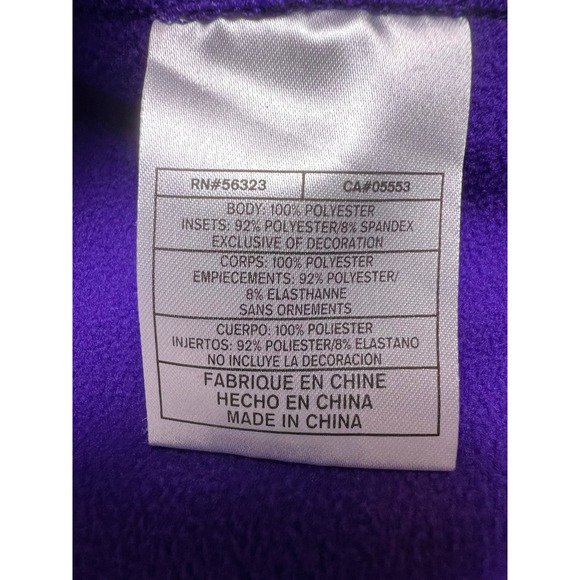 RN#56323 CA#05553
BODY: 100% POLYESTER
INSETS: 92% POLYESTER/8% SPANDEX
EXCLUSIVE OF DECORATION
CORPS: 100% POLYESTER
EMPIECEMENTS: 92% POLYESTER/
8% ELASTHANNE
SANS ORNEMENTS
CUERPO: 100% POLIESTER
INJERTOS: 92% POLIESTER/8% ELASTANO
NO INCLUYE LA DECORACION
FABRIQUE EN CHINE
HECHO EN CHINA
MADE IN CHINA